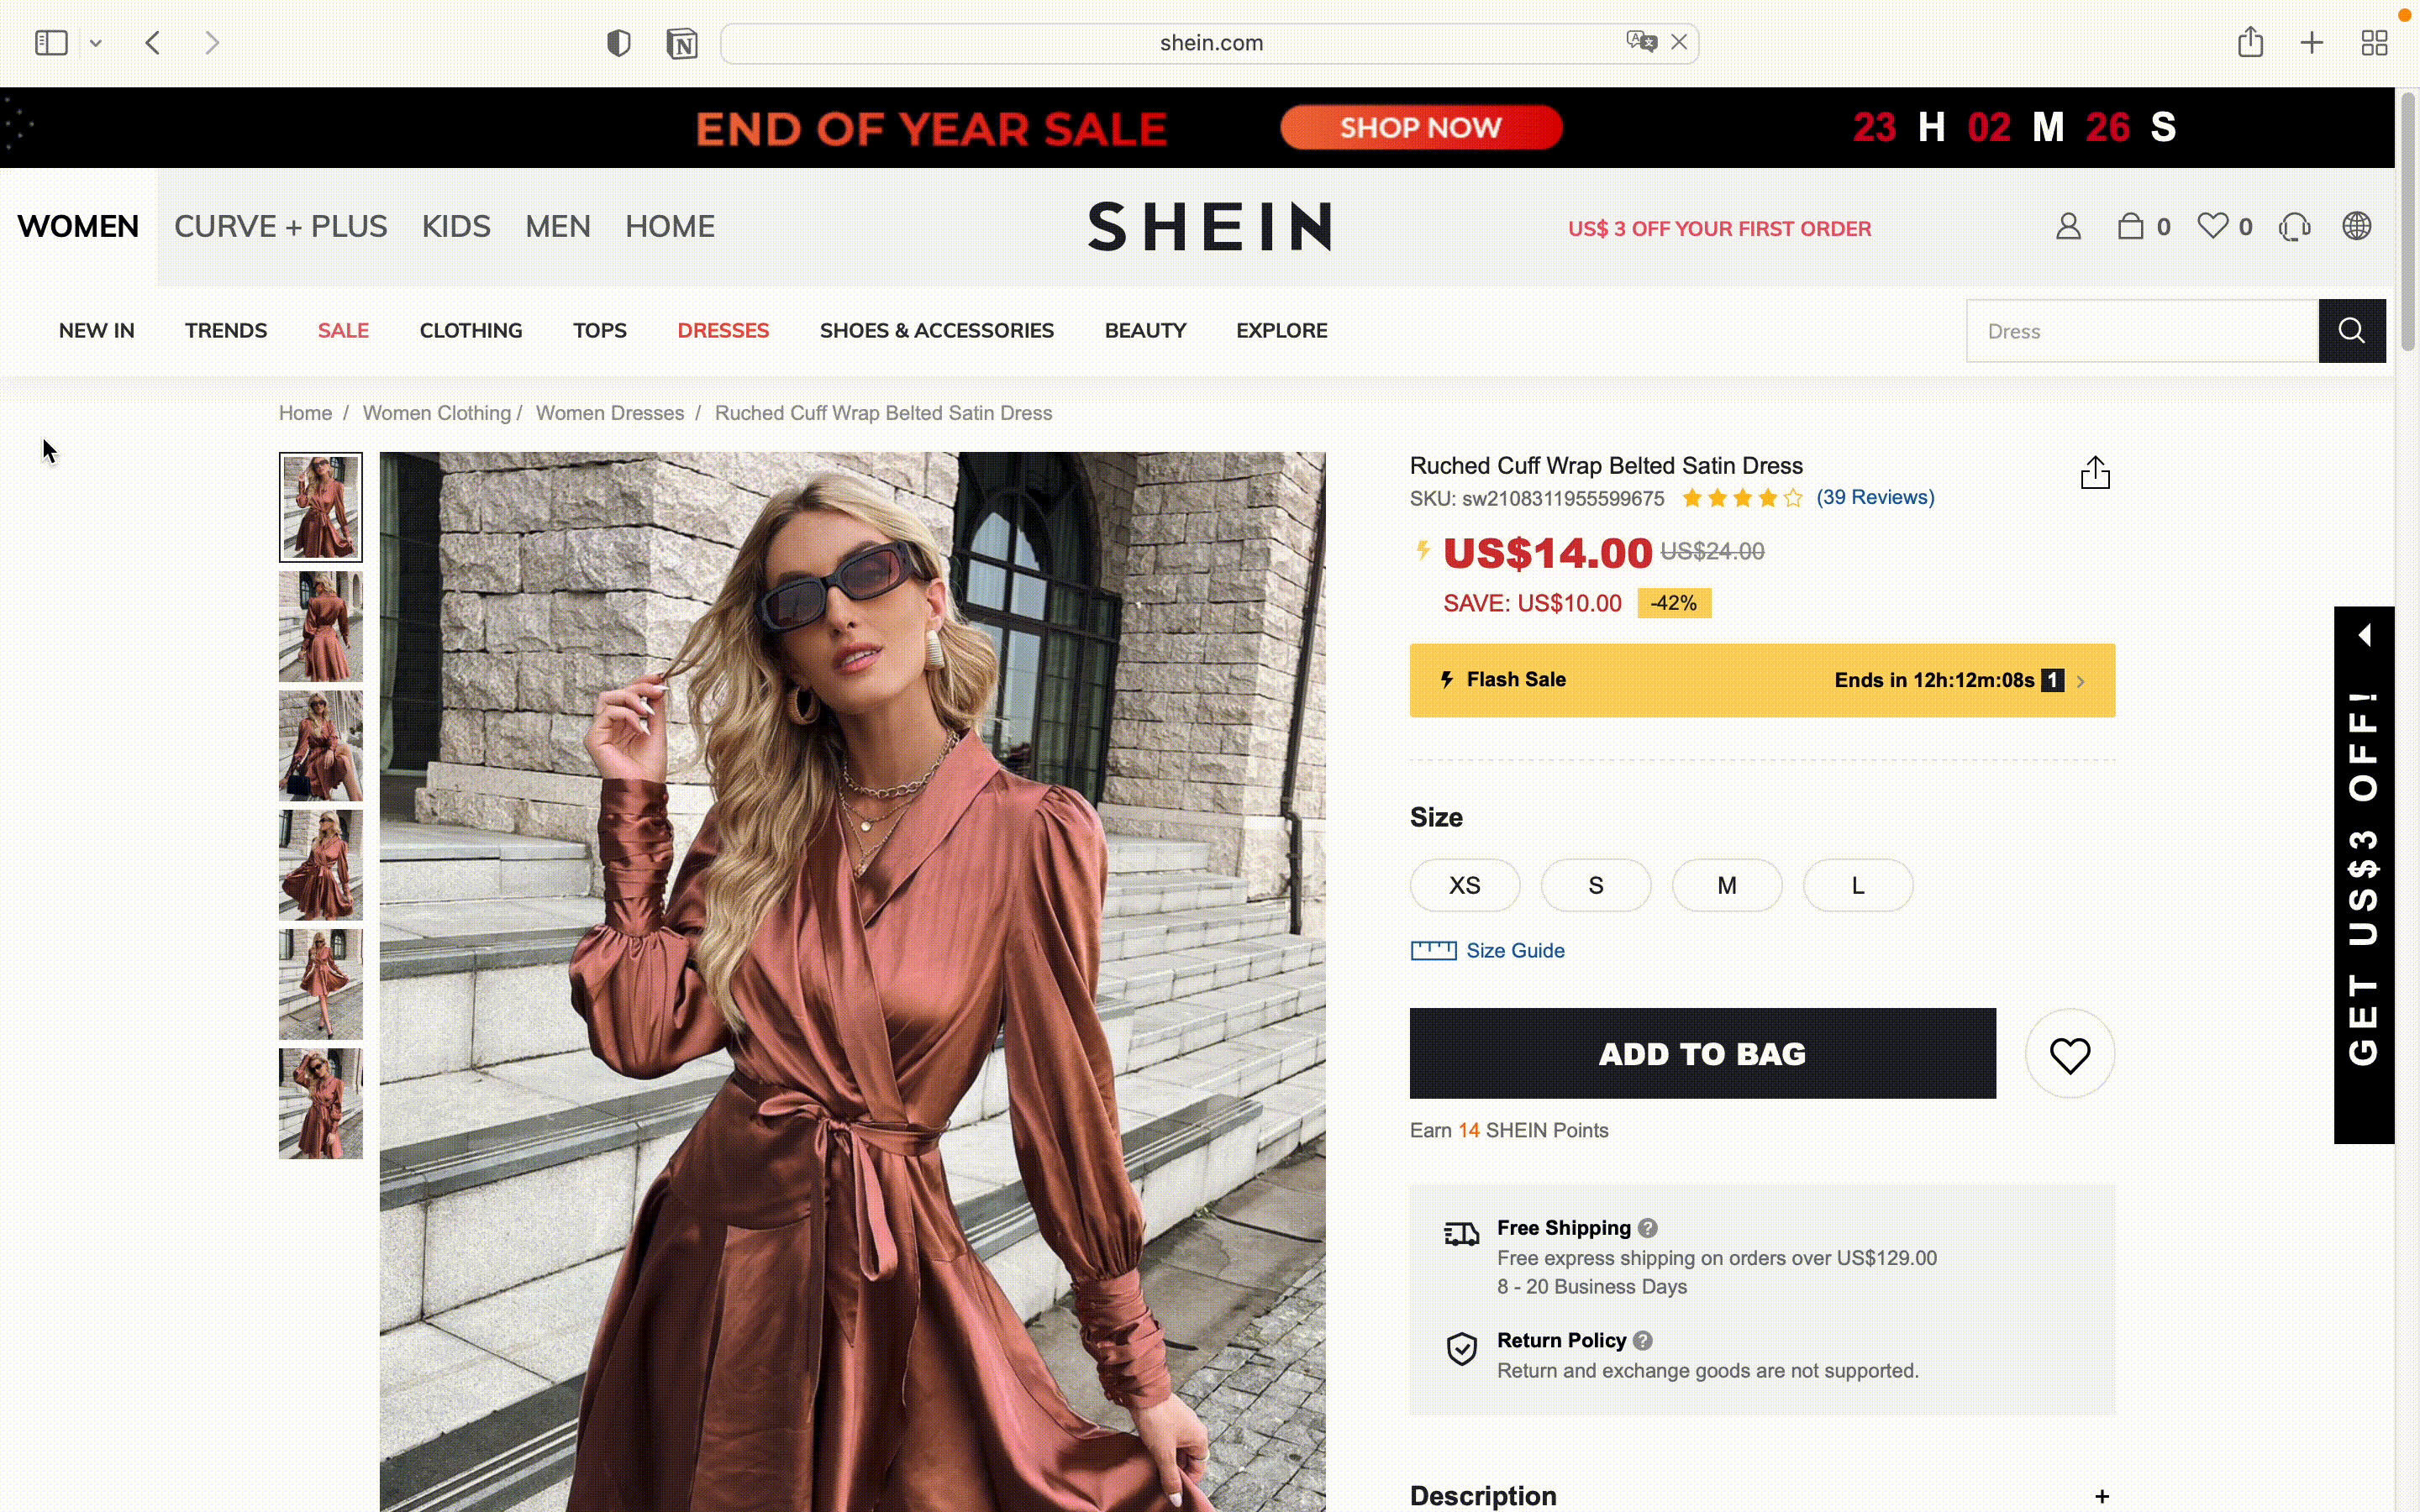 shein.com
END OF YEAR SALE
SHOP NOW
23 H 02 M 26 S
WOMEN CURVE + PLUS KIDS MEN HOME
SHEIN
US$ 3 OFF YOUR FIRST ORDER
0 0
NEW IN TRENDS SALE CLOTHING TOPS DRESSES SHOES & ACCESSORIES BEAUTY EXPLORE
Dress
Home / Women Clothing / Women Dresses / Ruched Cuff Wrap Belted Satin Dress
Ruched Cuff Wrap Belted Satin Dress
SKU: sw2108311955599675 (39 Reviews)
US$14.00 US$24.00
SAVE: US$10.00 -42%
Flash Sale Ends in 12h:12m:08s 1
Size
XS S M L
Size Guide
ADD TO BAG
Earn 14 SHEIN Points
Free Shipping ?
Free express shipping on orders over US$129.00
8 - 20 Business Days
Return Policy ?
Return and exchange goods are not supported.
Description +
GET US$3 OFF!